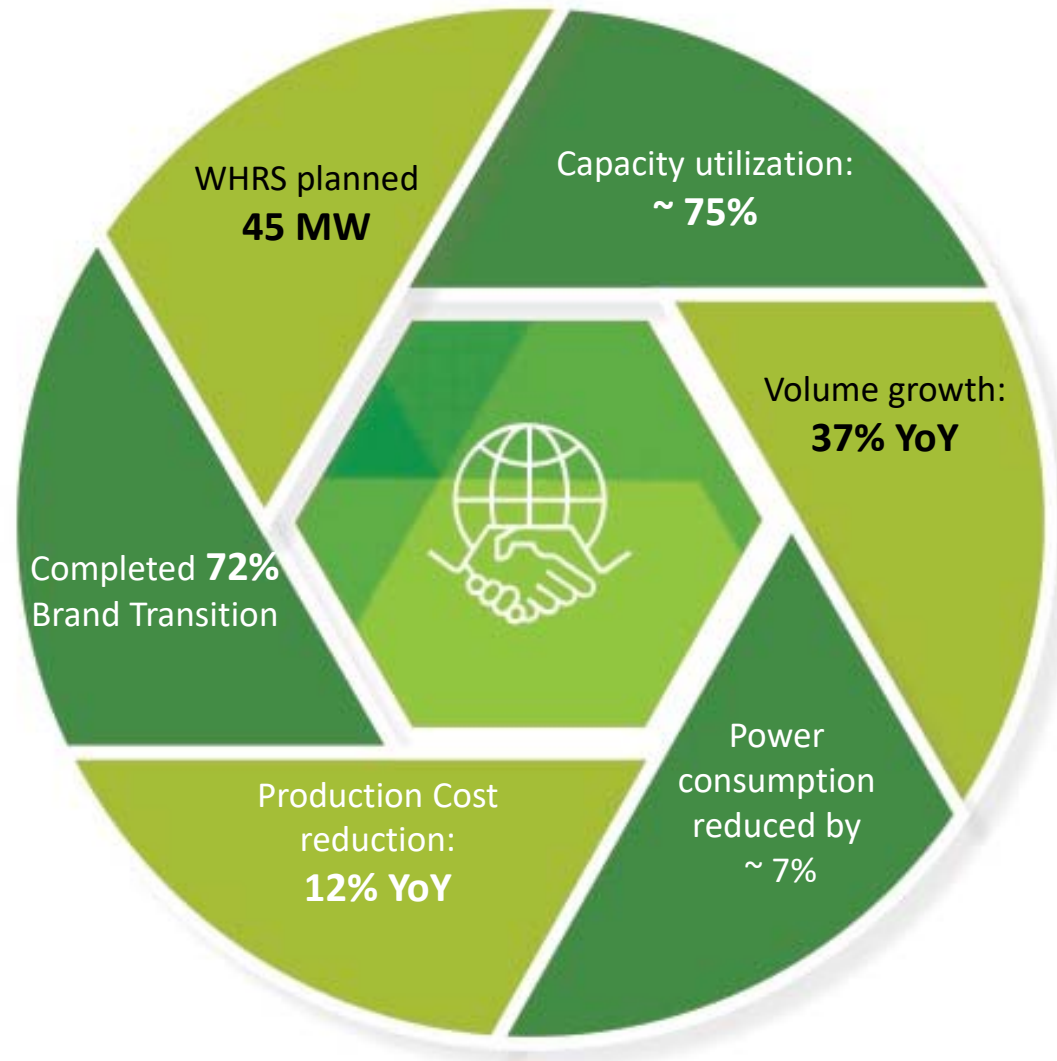 WHRS planned
45 MW
Capacity utilization:
~ 75%
Volume growth:
37% YoY
Power
consumption
reduced by
~ 7%
Production Cost
reduction:
12% YoY
Completed 72%
Brand Transition